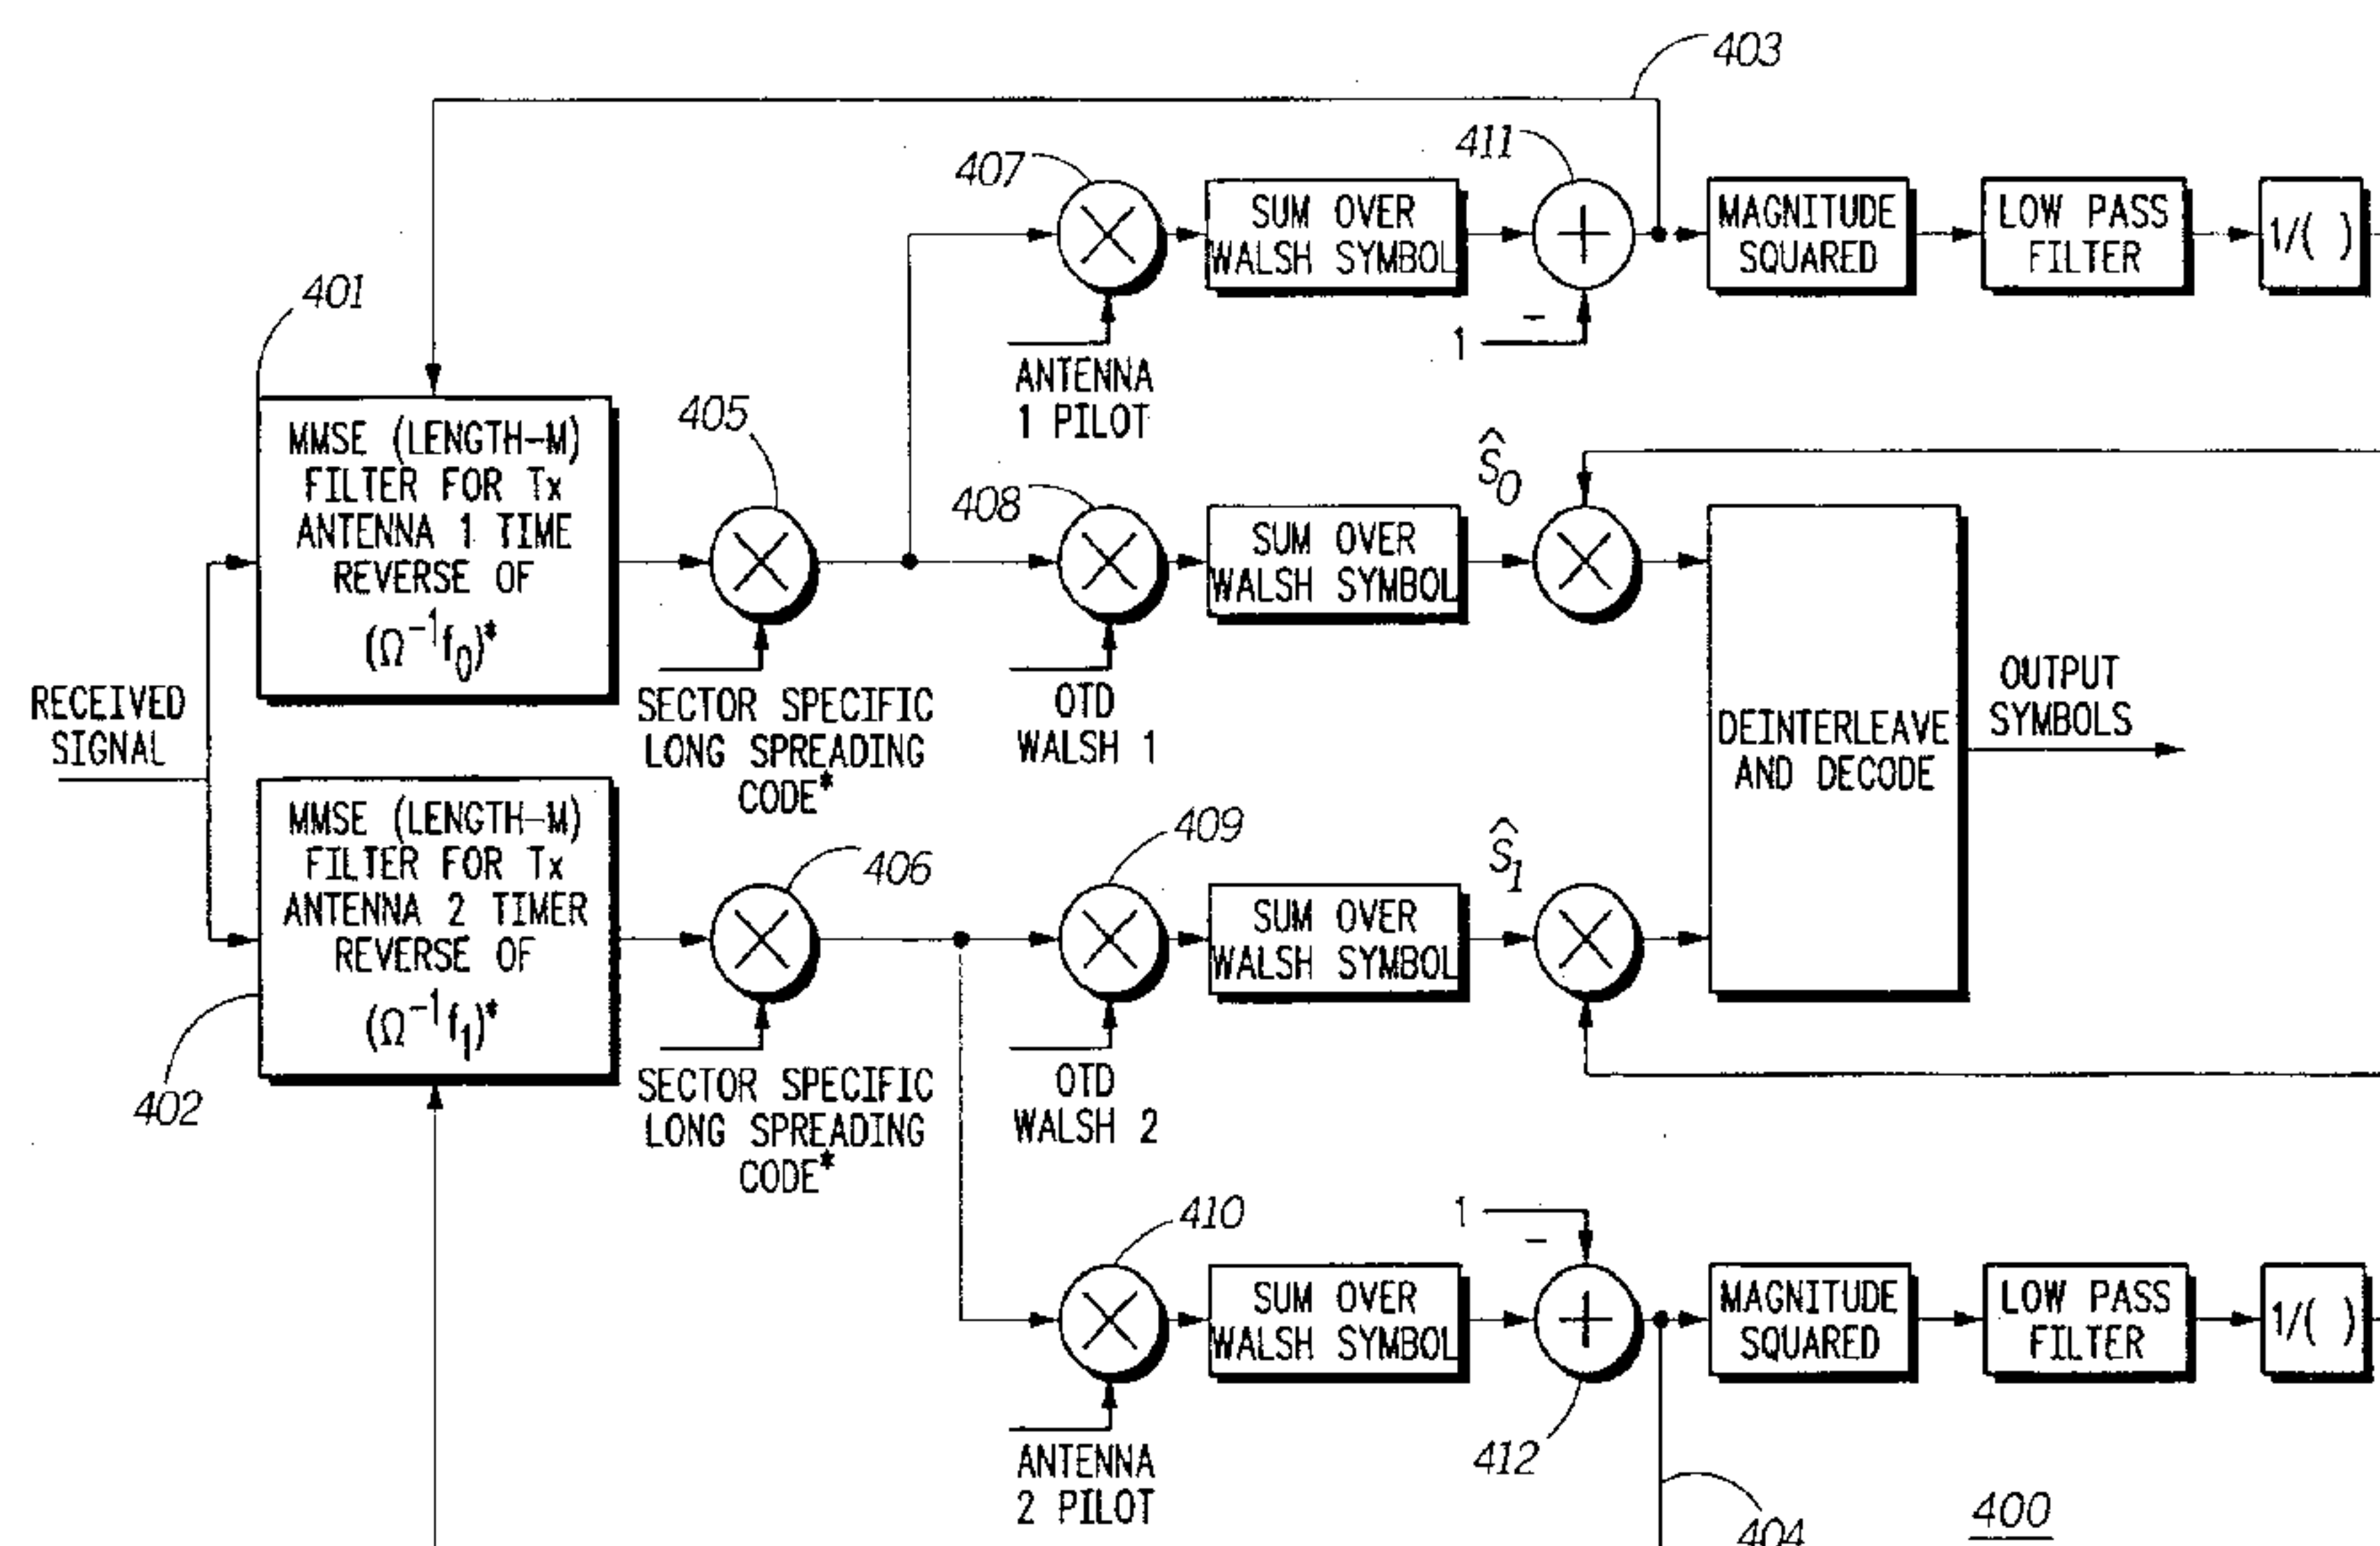 403
407
411
SUM OVER
WALSH SYMBOL
+
MAGNITUDE
SQUARED
LOW PASS
FILTER
1/( )
401
1
−
ANTENNA
1 PILOT
MMSE (LENGTH-M)
FILTER FOR Tx
ANTENNA 1 TIME
REVERSE OF
(Ω⁻¹f₀)*
405
408
SUM OVER
WALSH SYMBOL
Ŝ₀
RECEIVED
SIGNAL
SECTOR SPECIFIC
LONG SPREADING
CODE*
OTD
WALSH 1
DEINTERLEAVE
AND DECODE
OUTPUT
SYMBOLS
MMSE (LENGTH-M)
FILTER FOR Tx
ANTENNA 2 TIMER
REVERSE OF
(Ω⁻¹f₁)*
402
406
409
SUM OVER
WALSH SYMBOL
Ŝ₁
SECTOR SPECIFIC
LONG SPREADING
CODE*
OTD
WALSH 2
410
1
−
SUM OVER
WALSH SYMBOL
+
MAGNITUDE
SQUARED
LOW PASS
FILTER
1/( )
ANTENNA
2 PILOT
412
404
400